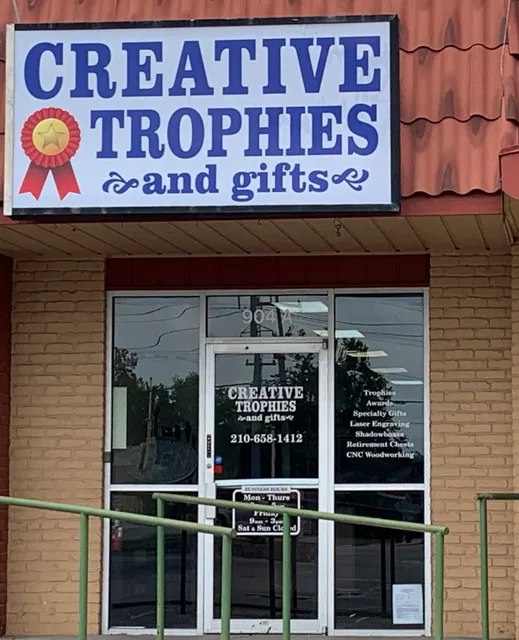 CREATIVE
TROPHIES
and gifts
904 A
CREATIVE
TROPHIES
and gifts
210-658-1412
Trophies
Awards
Specialty Gifts
Laser Engraving
Shadowboxes
Retirement Chests
CNC Woodworking
BUSINESS HOURS
Mon - Thurs
Friday
9am - 3pm
Sat & Sun Closed